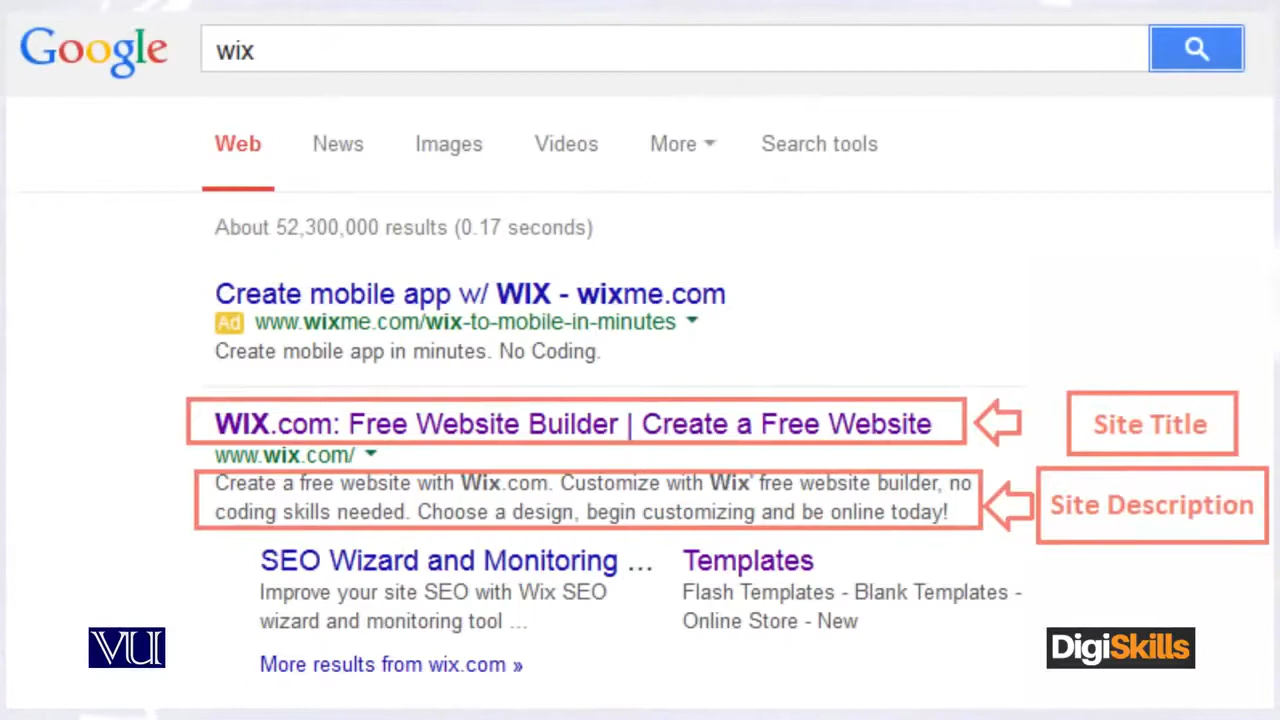 Google
wix
Web News Images Videos More Search tools
About 52,300,000 results (0.17 seconds)
Create mobile app w/ WIX - wixme.com
Ad www.wixme.com/wix-to-mobile-in-minutes
Create mobile app in minutes. No Coding.
WIX.com: Free Website Builder | Create a Free Website
Site Title
www.wix.com/
Create a free website with Wix.com. Customize with Wix' free website builder, no
coding skills needed. Choose a design, begin customizing and be online today!
Site Description
SEO Wizard and Monitoring ...
Improve your site SEO with Wix SEO
wizard and monitoring tool ...
Templates
Flash Templates - Blank Templates -
Online Store - New
More results from wix.com »
VU
DigiSkills